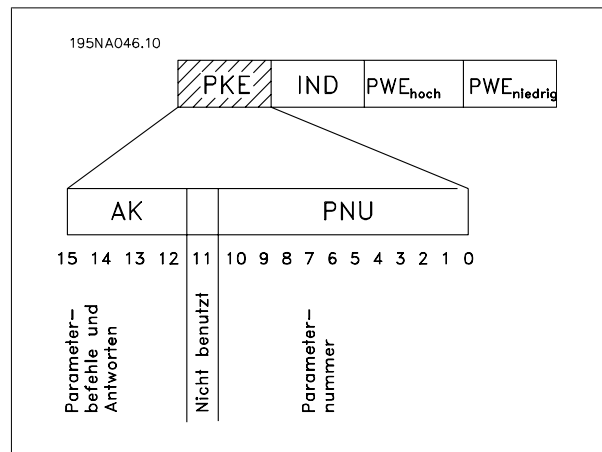 195NA046.10
PKE IND PWEhoch PWEniedrig
AK PNU
15 14 13 12 11 10 9 8 7 6 5 4 3 2 1 0
Parameter-
befehle und
Antworten
Nicht benutzt
Parameter-
nummer